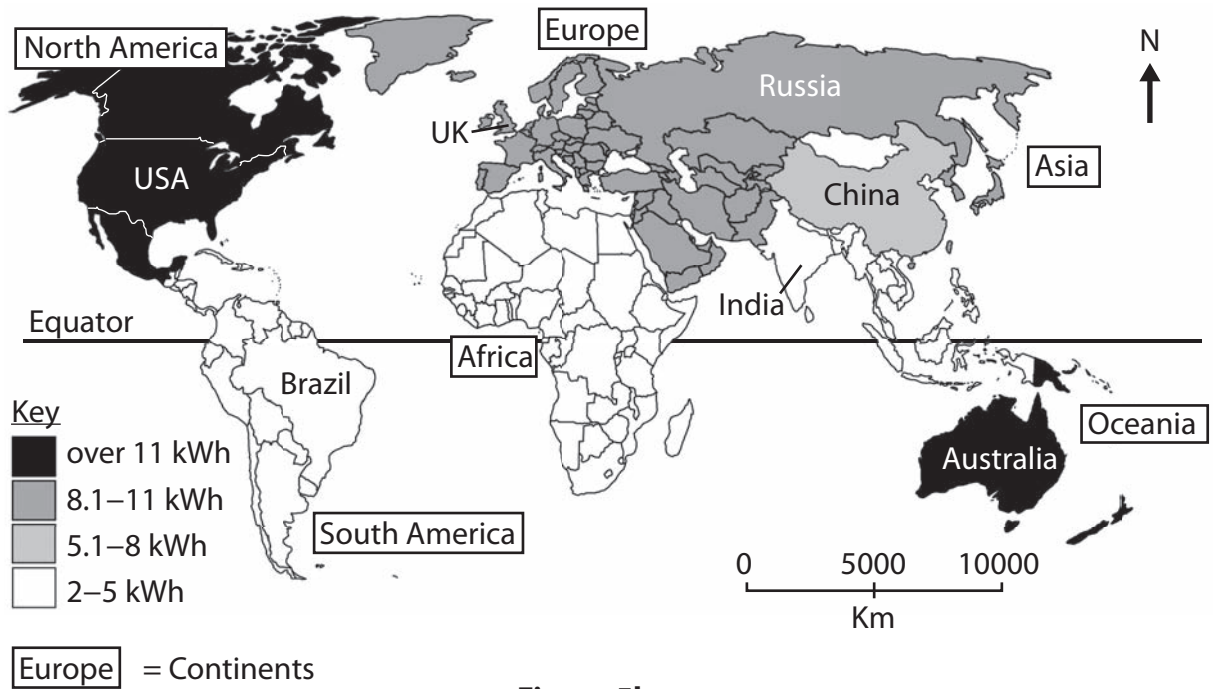 North America
Europe
N
Russia
UK
Asia
USA
China
India
Equator
Africa
Brazil
Key
Oceania
over 11 kWh
Australia
8.1–11 kWh
South America
5.1–8 kWh
0 5000 10000
2–5 kWh
Km
Europe = Continents